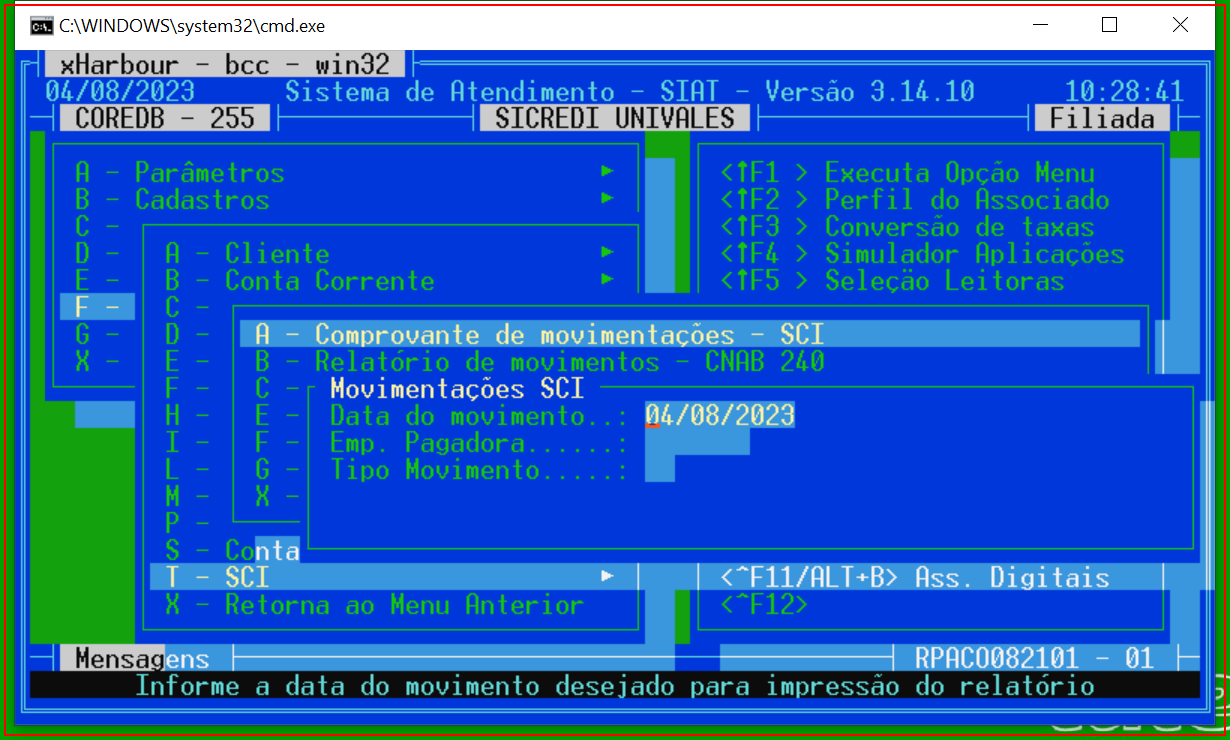 C:\WINDOWS\system32\cmd.exe
xHarbour - bcc - win32
04/08/2023 Sistema de Atendimento - SIAT - Versão 3.14.10 10:28:41
COREDB - 255 SICREDI UNIVALES Filiada
A - Parâmetros ► <↑F1 > Executa Opção Menu
B - Cadastros ► <↑F2 > Perfil do Associado
C - <↑F3 > Conversão de taxas
D - A - Cliente ► <↑F4 > Simulador Aplicações
E - B - Conta Corrente ► <↑F5 > Seleção Leitoras
F - C -
G - D - A - Comprovante de movimentações - SCI
X - E - B - Relatório de movimentos - CNAB 240
F - C - Movimentações SCI
H - E - Data do movimento..: 04/08/2023
I - F - Emp. Pagadora......:
L - G - Tipo Movimento.....:
M - X -
P -
S - Conta
T - SCI ► <^F11/ALT+B> Ass. Digitais
X - Retorna ao Menu Anterior <^F12>
Mensagens RPACO082101 - 01
Informe a data do movimento desejado para impressão do relatório